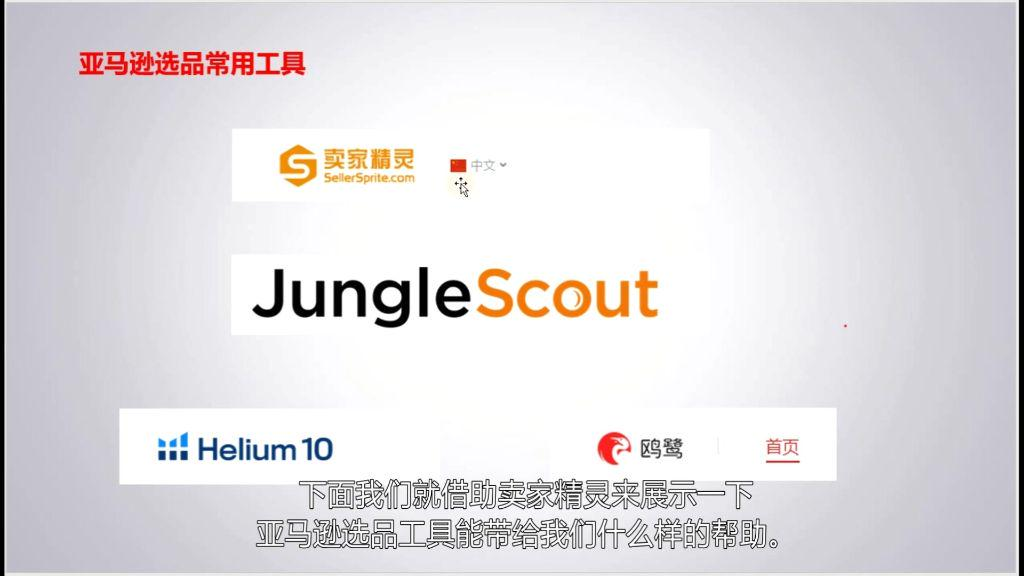 亚马逊选品常用工具
卖家精灵
SellerSprite.com
中文
JungleScout
Helium 10
鸥鹭
首页
下面我们就借助卖家精灵来展示一下
亚马逊选品工具能带给我们什么样的帮助。